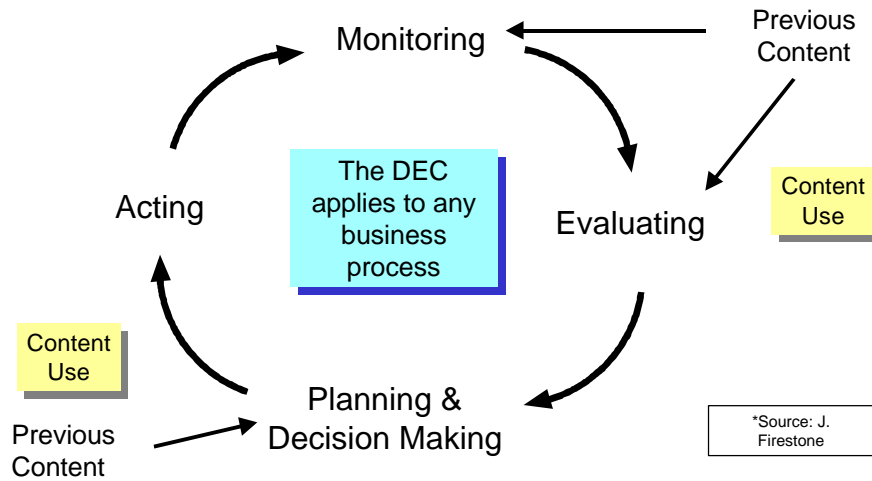 Monitoring
Previous
Content
The DEC
applies to any
business
process
Acting
Evaluating
Content
Use
Content
Use
Planning &
Decision Making
Previous
Content
*Source: J.
Firestone